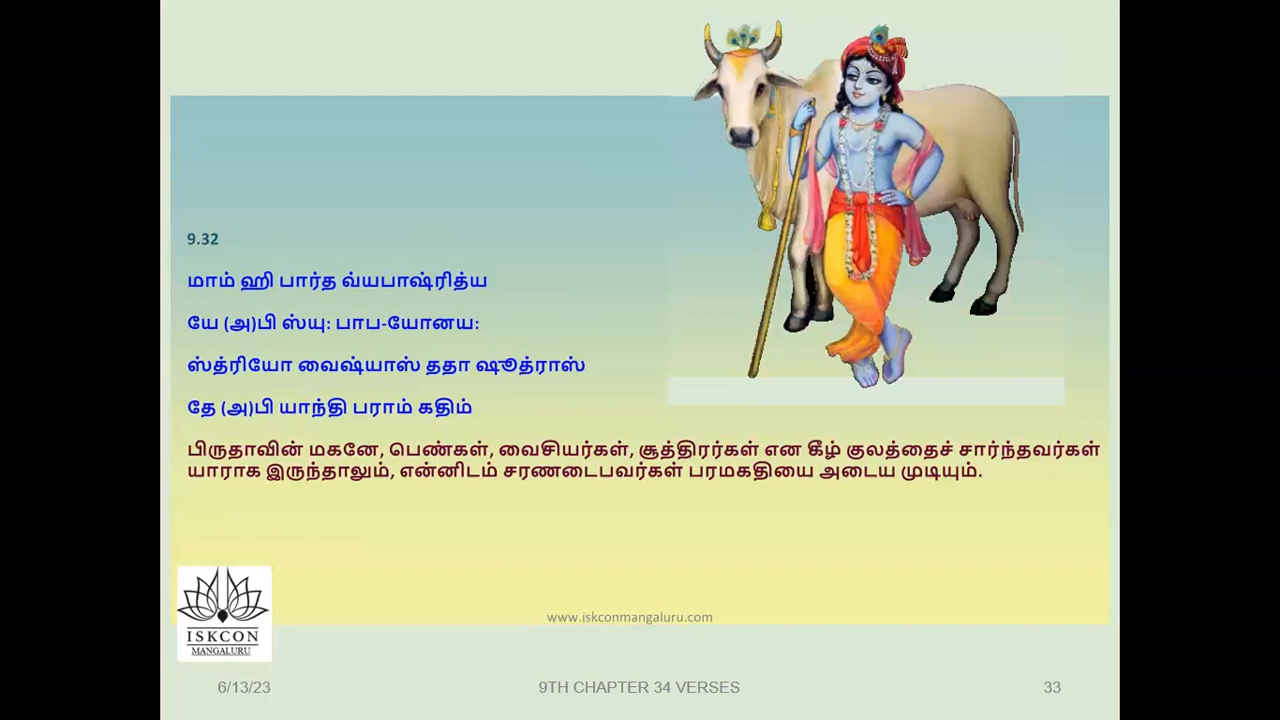 9.32
மாம் ஹி பார்த வ்யபாஷ்ரித்ய
யே (அ)பி ஸ்யு: பாப-யோனய:
ஸ்த்ரியோ வைஷ்யாஸ் ததா ஷூத்ராஸ்
தே (அ)பி யாந்தி பராம் கதிம்
பிருதாவின் மகனே, பெண்கள், வைசியர்கள், சூத்திரர்கள் என கீழ் குலத்தைச் சார்ந்தவர்கள்
யாராக இருந்தாலும், என்னிடம் சரணடைபவர்கள் பரமகதியை அடைய முடியும்.
ISKCON
MANGALURU
www.iskconmangaluru.com
6/13/23 9TH CHAPTER 34 VERSES 33